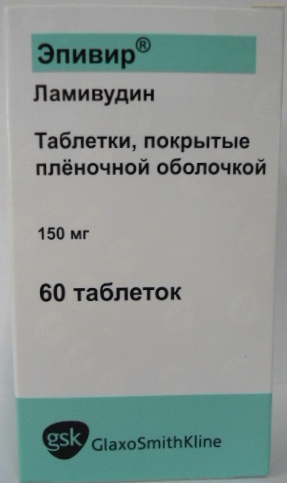 Эпивир®
Ламивудин
Таблетки, покрытые
плёночной оболочкой
150 мг
60 таблеток
gsk GlaxoSmithKline